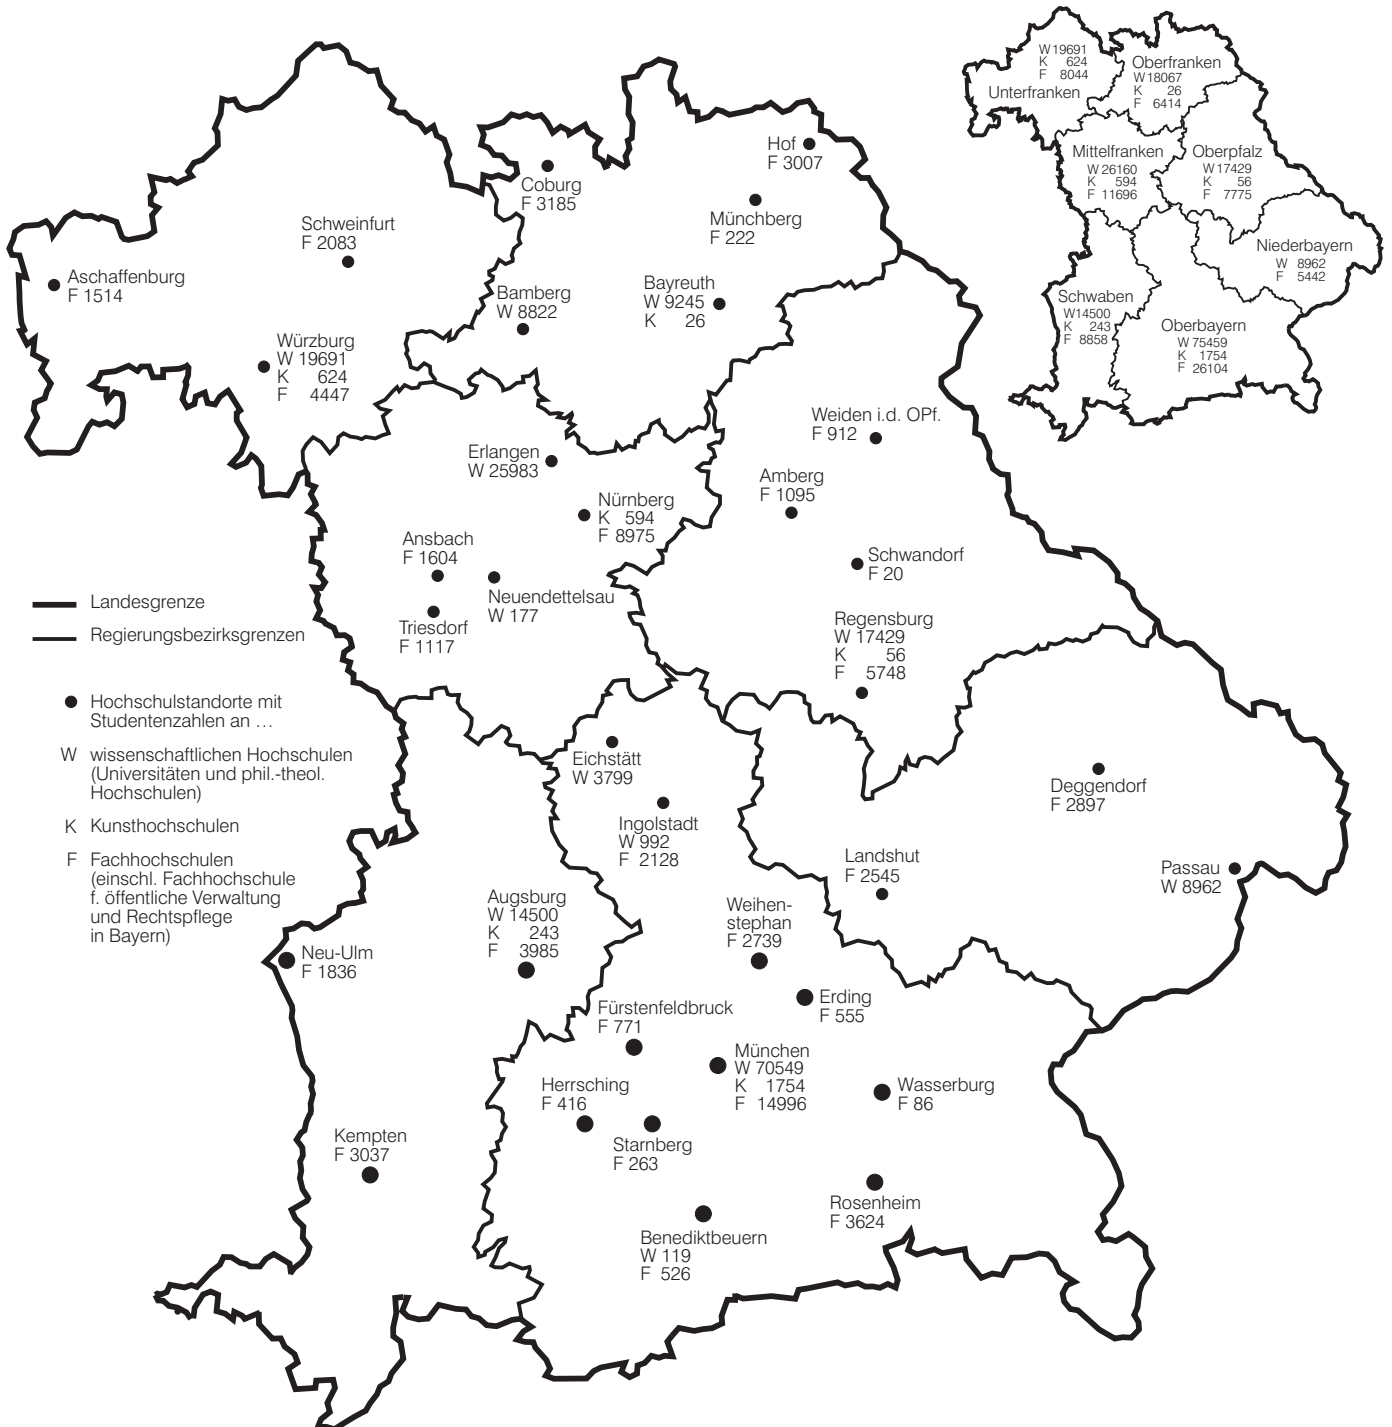 W 19691
K 624
F 8044
Unterfranken
Oberfranken
W 18067
K 26
F 6414
Mittelfranken
W 26160
K 594
F 11696
Oberpfalz
W 17429
K 56
F 7775
Niederbayern
W 8962
F 5442
Schwaben
W 14500
K 243
F 8858
Oberbayern
W 75459
K 1754
F 26104
Hof
F 3007
Coburg
F 3185
Münchberg
F 222
Schweinfurt
F 2083
Aschaffenburg
F 1514
Bamberg
W 8822
Bayreuth
W 9245
K 26
Würzburg
W 19691
K 624
F 4447
Weiden i.d. OPf.
F 912
Erlangen
W 25983
Amberg
F 1095
Nürnberg
K 594
F 8975
Ansbach
F 1604
Schwandorf
F 20
Neuendettelsau
W 177
Triesdorf
F 1117
Regensburg
W 17429
K 56
F 5748
Landesgrenze
Regierungsbezirksgrenzen
Hochschulstandorte mit
Studentenzahlen an …
W wissenschaftlichen Hochschulen
(Universitäten und phil.-theol.
Hochschulen)
K Kunsthochschulen
F Fachhochschulen
(einschl. Fachhochschule
f. öffentliche Verwaltung
und Rechtspflege
in Bayern)
Eichstätt
W 3799
Deggendorf
F 2897
Ingolstadt
W 992
F 2128
Landshut
F 2545
Passau
W 8962
Augsburg
W 14500
K 243
F 3985
Weihen-
stephan
F 2739
Neu-Ulm
F 1836
Erding
F 555
Fürstenfeldbruck
F 771
München
W 70549
K 1754
F 14996
Herrsching
F 416
Wasserburg
F 86
Starnberg
F 263
Kempten
F 3037
Rosenheim
F 3624
Benediktbeuern
W 119
F 526